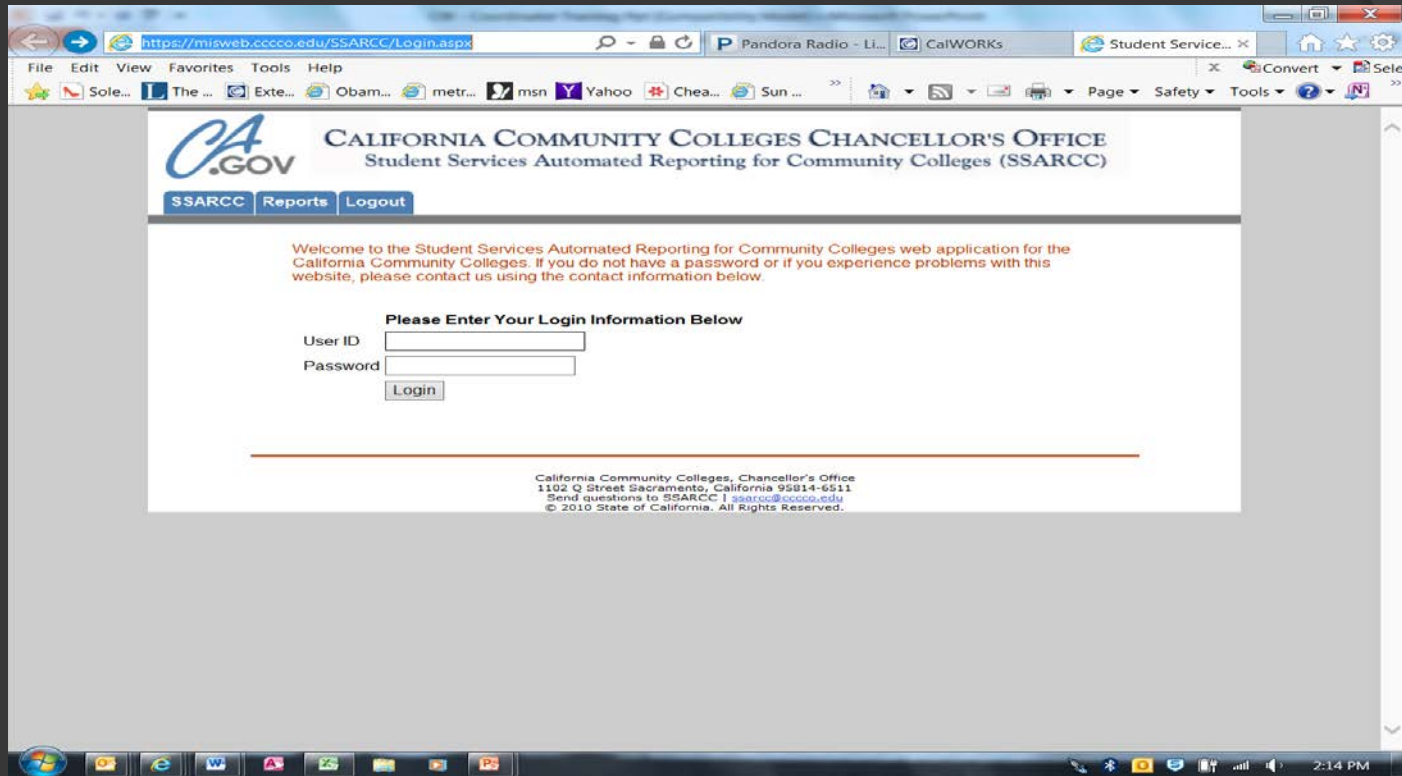 https://misweb.cccco.edu/SSARCC/Login.aspx
Pandora Radio - Li...
CalWORKs
Student Service...
File Edit View Favorites Tools Help
x Convert Sele
Sole... The ... Exte... Obam... metr... msn Yahoo Chea... Sun ... Page Safety Tools
CA.GOV
CALIFORNIA COMMUNITY COLLEGES CHANCELLOR'S OFFICE
Student Services Automated Reporting for Community Colleges (SSARCC)
SSARCC Reports Logout
Welcome to the Student Services Automated Reporting for Community Colleges web application for the
California Community Colleges. If you do not have a password or if you experience problems with this
website, please contact us using the contact information below.
Please Enter Your Login Information Below
User ID
Password
Login
California Community Colleges, Chancellor's Office
1102 Q Street Sacramento, California 95814-6511
Send questions to SSARCC | ssarcc@cccco.edu
© 2010 State of California. All Rights Reserved.
2:14 PM